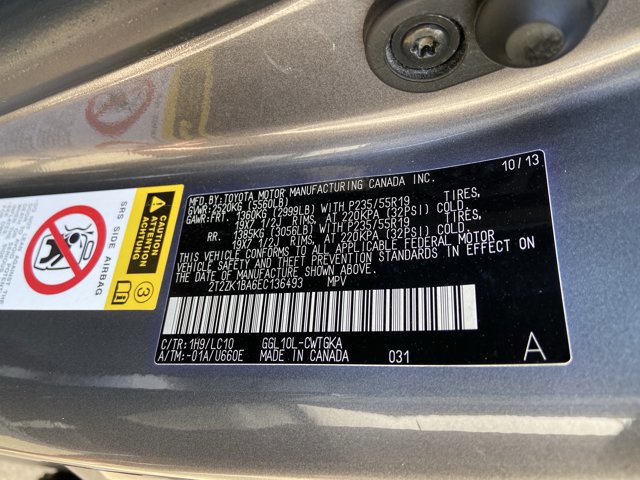 MFD.BY:TOYOTA MOTOR MANUFACTURING CANADA INC. 10/13
GVWR:2520KG (5560LB)
GAWR:FRT. 1360KG (2999LB)WITH P235/55R19 TIRES,
19X7 1/2J RIMS, AT 220KPA (32PSI) COLD,
RR. 1385KG (3056LB)WITH P235/55R19 TIRES,
19X7 1/2J RIMS, AT 220KPA (32PSI) COLD.
THIS VEHICLE CONFORMS TO ALL APPLICABLE FEDERAL MOTOR
VEHICLE SAFETY AND THEFT PREVENTION STANDARDS IN EFFECT ON
THE DATE OF MANUFACTURE SHOWN ABOVE.
2T2ZK1BA6EC136493 MPV
C/TR:1H9/LC10 GGL10L-CWTGKA
A/TM:-01A/U660E MADE IN CANADA 031 A
SRS SIDE AIRBAG
CAUTION
ATTENTION
ACHTUNG
3